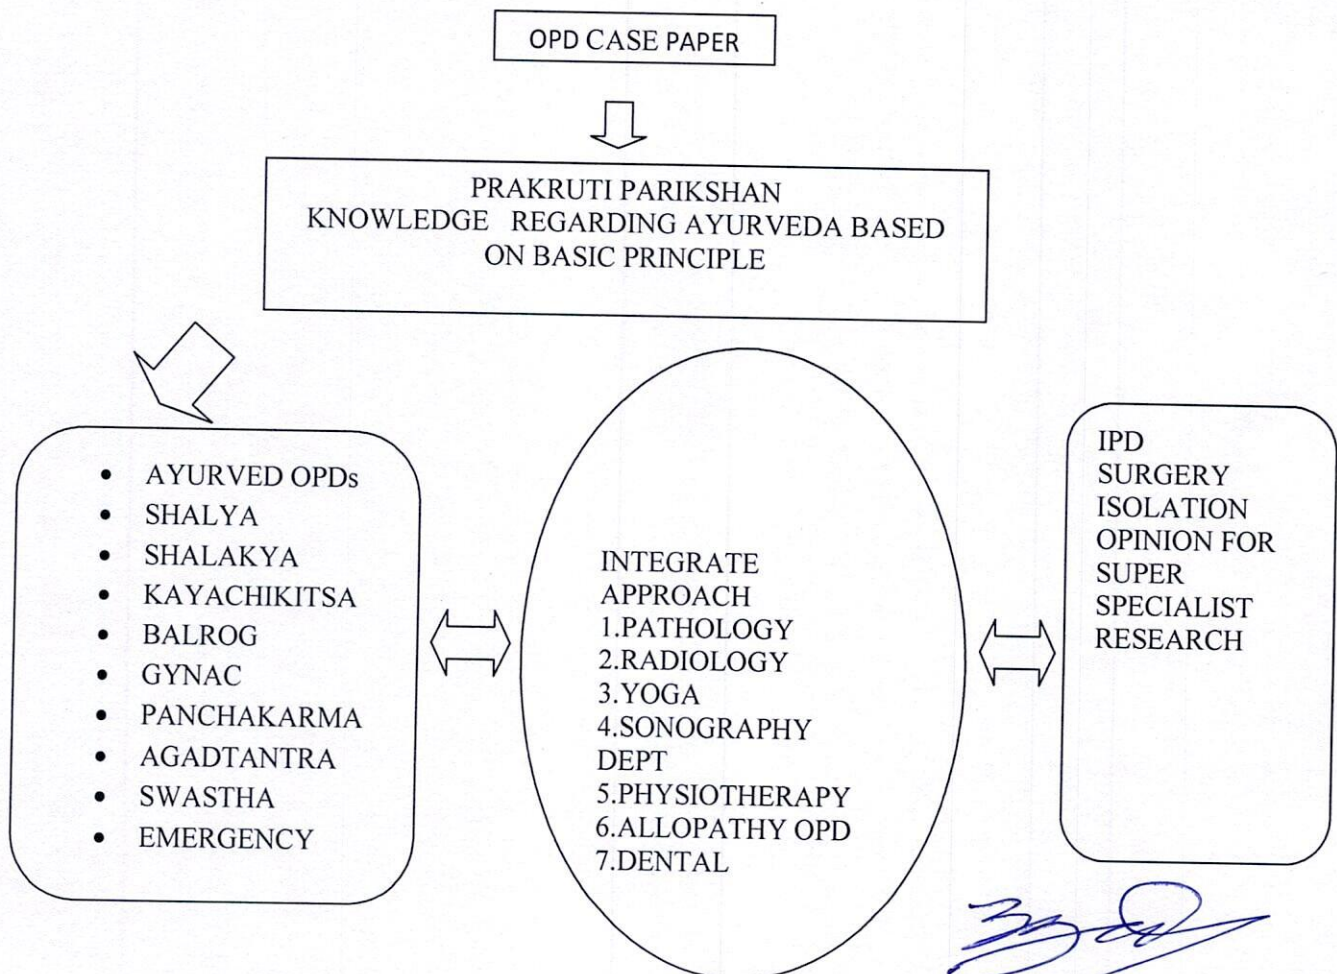 OPD CASE PAPER
PRAKRUTI PARIKSHAN
KNOWLEDGE REGARDING AYURVEDA BASED
ON BASIC PRINCIPLE
• AYURVED OPDs
• SHALYA
• SHALAKYA
• KAYACHIKITSA
• BALROG
• GYNAC
• PANCHAKARMA
• AGADTANTRA
• SWASTHA
• EMERGENCY
INTEGRATE
APPROACH
1.PATHOLOGY
2.RADIOLOGY
3.YOGA
4.SONOGRAPHY
DEPT
5.PHYSIOTHERAPY
6.ALLOPATHY OPD
7.DENTAL
IPD
SURGERY
ISOLATION
OPINION FOR
SUPER
SPECIALIST
RESEARCH